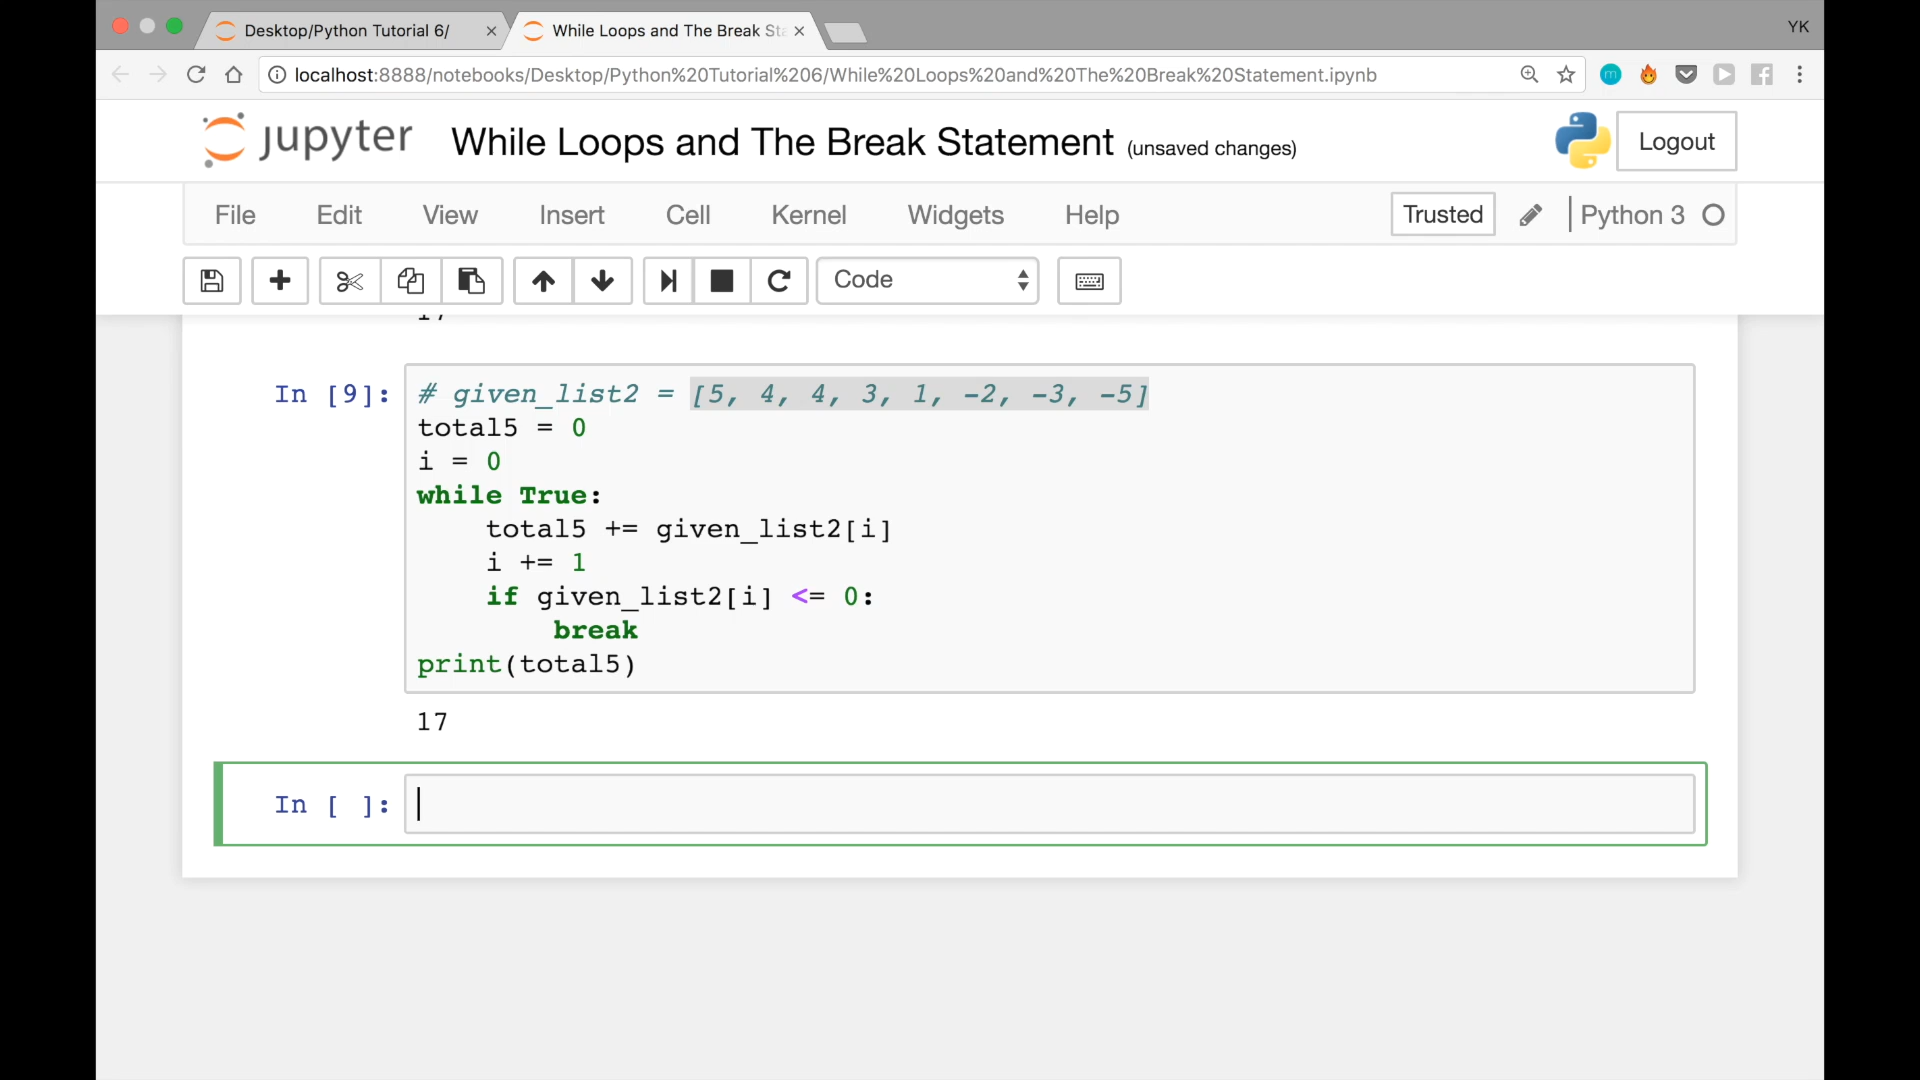 Desktop/Python Tutorial 6/
While Loops and The Break Sta
YK
localhost:8888/notebooks/Desktop/Python%20Tutorial%206/While%20Loops%20and%20The%20Break%20Statement.ipynb
jupyter While Loops and The Break Statement (unsaved changes)
Logout
File Edit View Insert Cell Kernel Widgets Help Trusted Python 3
Code
17
In [9]: # given_list2 = [5, 4, 4, 3, 1, -2, -3, -5]
total5 = 0
i = 0
while True:
    total5 += given_list2[i]
    i += 1
    if given_list2[i] <= 0:
        break
print(total5)
17
In [ ]: